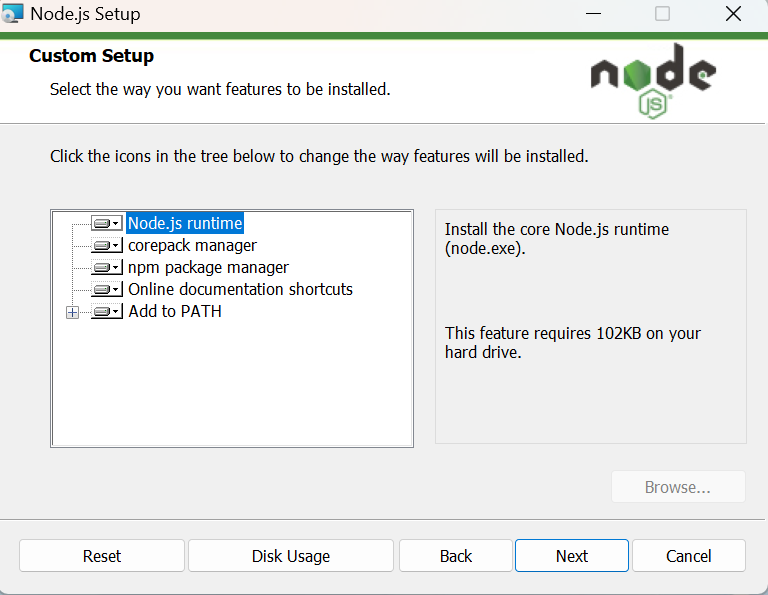 Node.js Setup
Custom Setup
Select the way you want features to be installed.
node
JS
Click the icons in the tree below to change the way features will be installed.
Node.js runtime
corepack manager
npm package manager
Online documentation shortcuts
Add to PATH
Install the core Node.js runtime
(node.exe).
This feature requires 102KB on your
hard drive.
Browse...
Reset
Disk Usage
Back
Next
Cancel